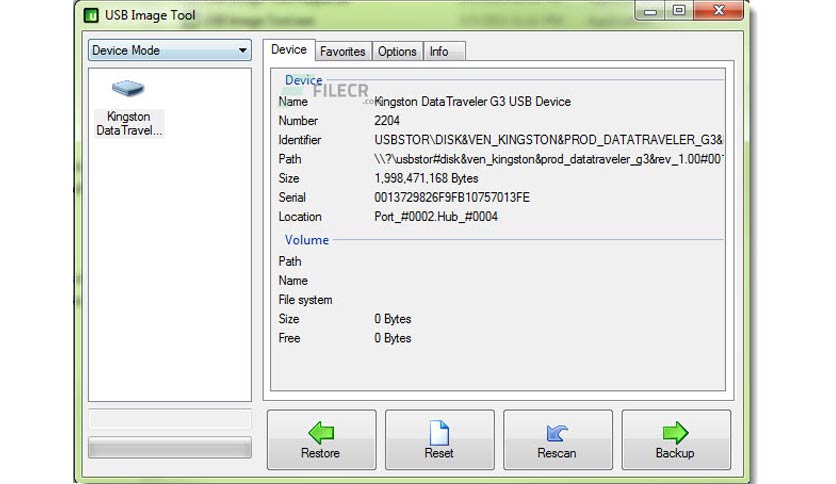 USB Image Tool
Device Mode
Kingston
DataTravel...
Device Favorites Options Info
Device
FILECR
.com
Name Kingston DataTraveler G3 USB Device
Number 2204
Identifier USBSTOR\DISK&VEN_KINGSTON&PROD_DATATRAVELER_G3&
Path \\?\usbstor#disk&ven_kingston&prod_datatraveler_g3&rev_1.00#001
Size 1,998,471,168 Bytes
Serial 0013729826F9FB10757013FE
Location Port_#0002.Hub_#0004
Volume
Path
Name
File system
Size 0 Bytes
Free 0 Bytes
Restore Reset Rescan Backup